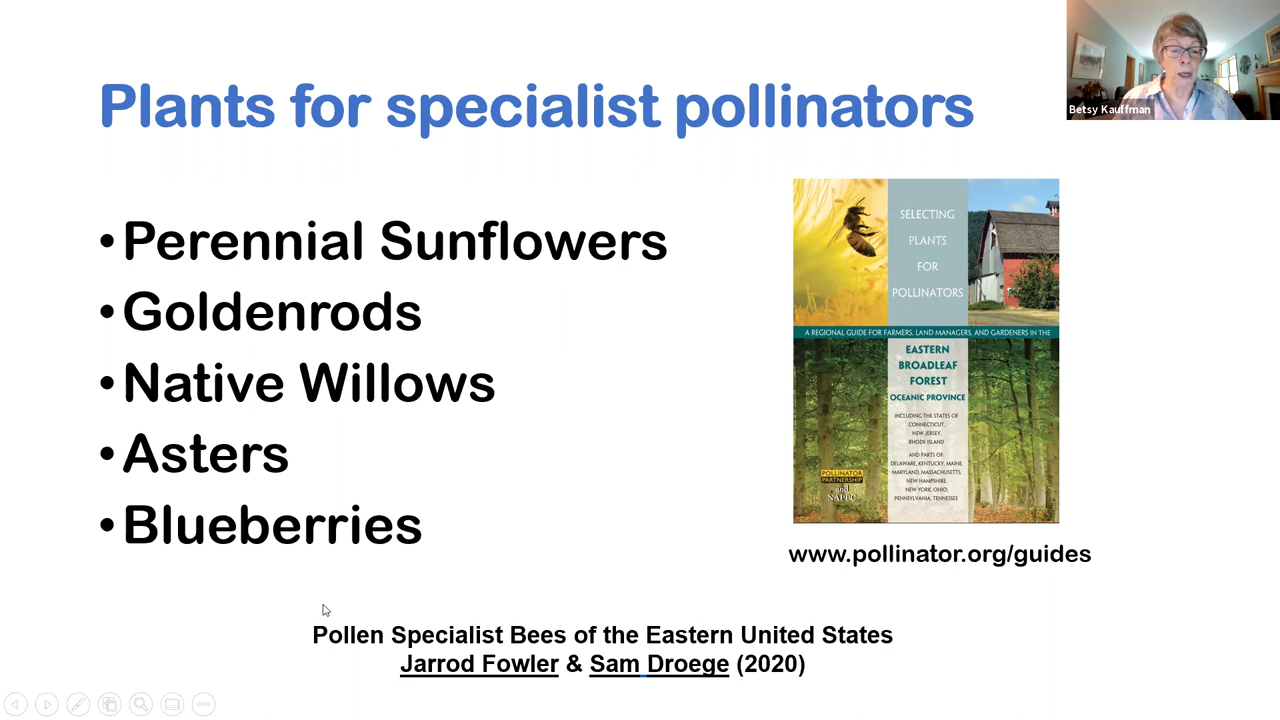 Plants for specialist pollinators
Betsy Kauffman
• Perennial Sunflowers
• Goldenrods
• Native Willows
• Asters
• Blueberries
SELECTING
PLANTS
FOR
POLLINATORS
A REGIONAL GUIDE FOR FARMERS, LAND MANAGERS, AND GARDENERS IN THE
EASTERN
BROADLEAF
FOREST
OCEANIC PROVINCE
INCLUDING THE STATES OF
CONNECTICUT,
NEW JERSEY,
RHODE ISLAND
AND PARTS OF:
DELAWARE, KENTUCKY, MAINE,
MARYLAND, MASSACHUSETTS,
NEW HAMPSHIRE,
NEW YORK, OHIO,
PENNSYLVANIA, TENNESSEE
POLLINATOR
PARTNERSHIP
and
NAPPC
www.pollinator.org/guides
Pollen Specialist Bees of the Eastern United States
Jarrod Fowler & Sam Droege (2020)